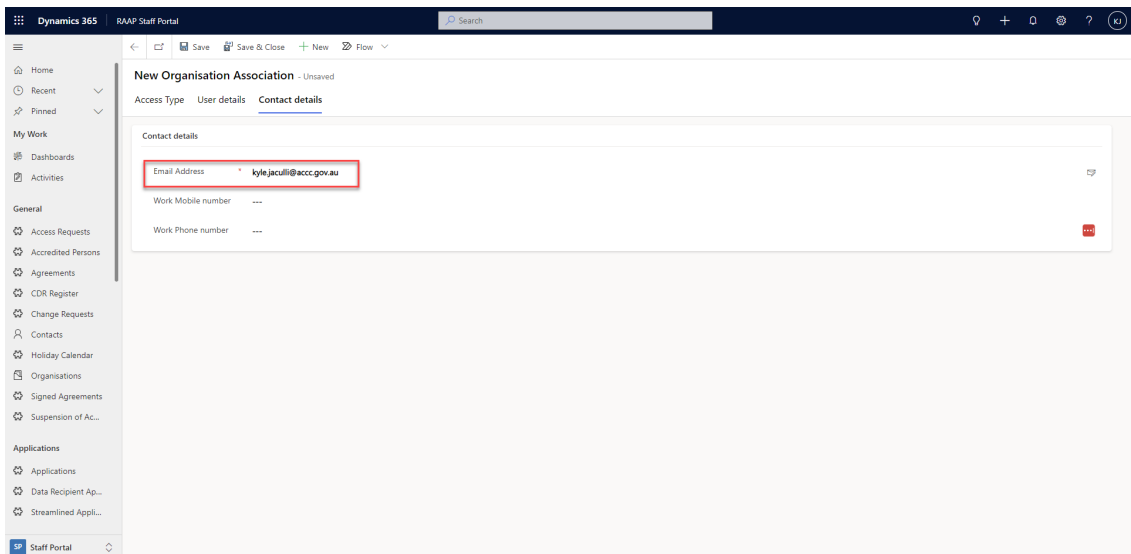 Dynamics 365 RAAP Staff Portal Search KJ
Save Save & Close New Flow
Home
Recent
Pinned
My Work
Dashboards
Activities
General
Access Requests
Accredited Persons
Agreements
CDR Register
Change Requests
Contacts
Holiday Calendar
Organisations
Signed Agreements
Suspension of Ac...
Applications
Applications
Data Recipient Ap...
Streamlined Appli...
SP Staff Portal
New Organisation Association - Unsaved
Access Type User details Contact details
Contact details
Email Address * kyle.jaculli@accc.gov.au
Work Mobile number ---
Work Phone number ---